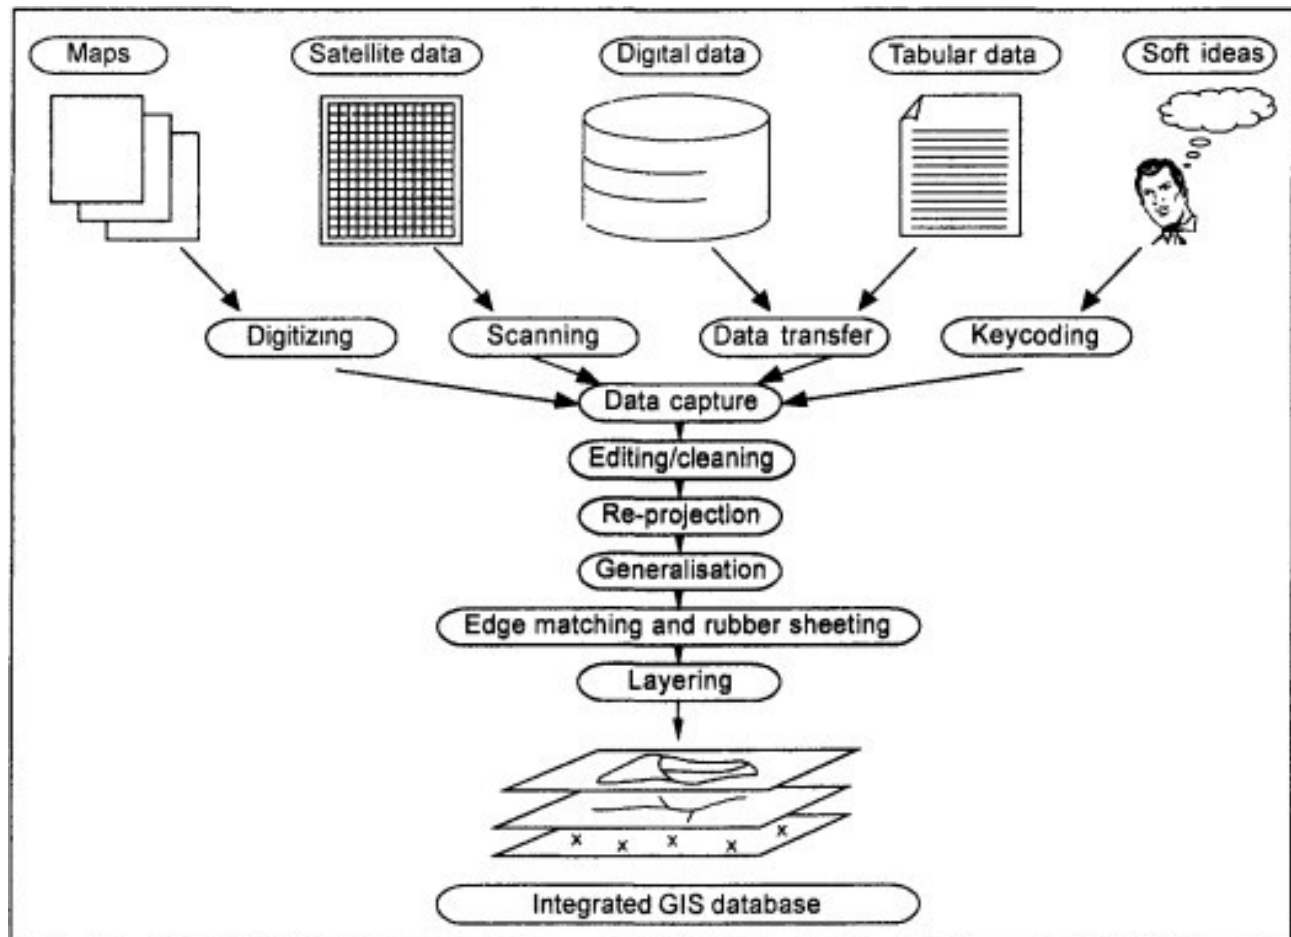 Maps
Satellite data
Digital data
Tabular data
Soft ideas
Digitizing
Scanning
Data transfer
Keycoding
Data capture
Editing/cleaning
Re-projection
Generalisation
Edge matching and rubber sheeting
Layering
x x x x x
Integrated GIS database